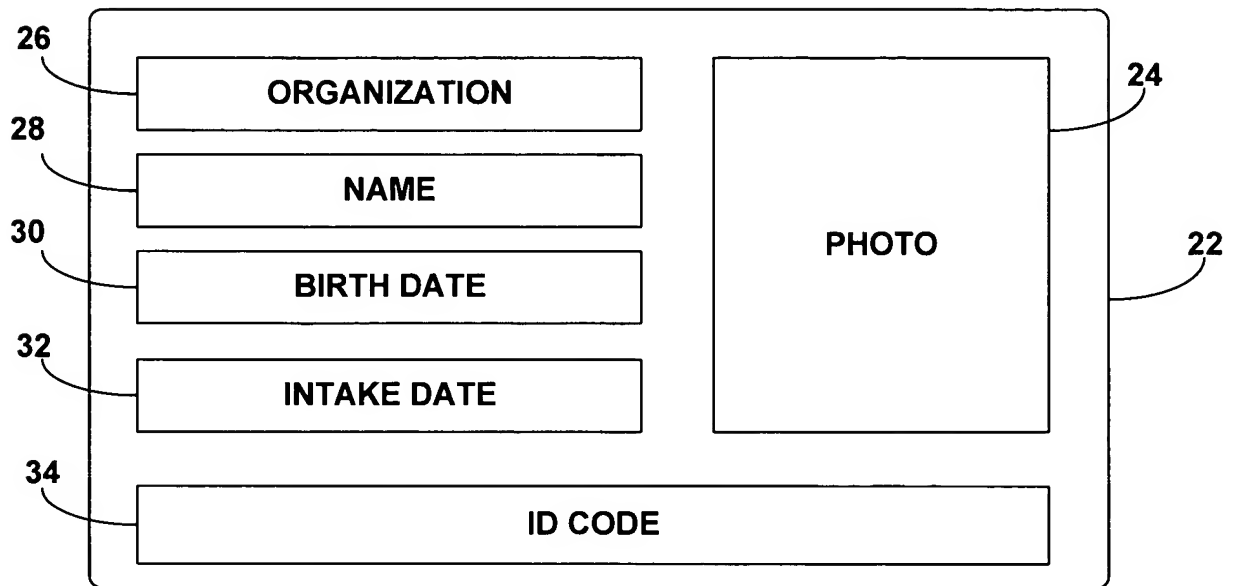 26
ORGANIZATION
24
28
NAME
30
BIRTH DATE
PHOTO
22
32
INTAKE DATE
34
ID CODE